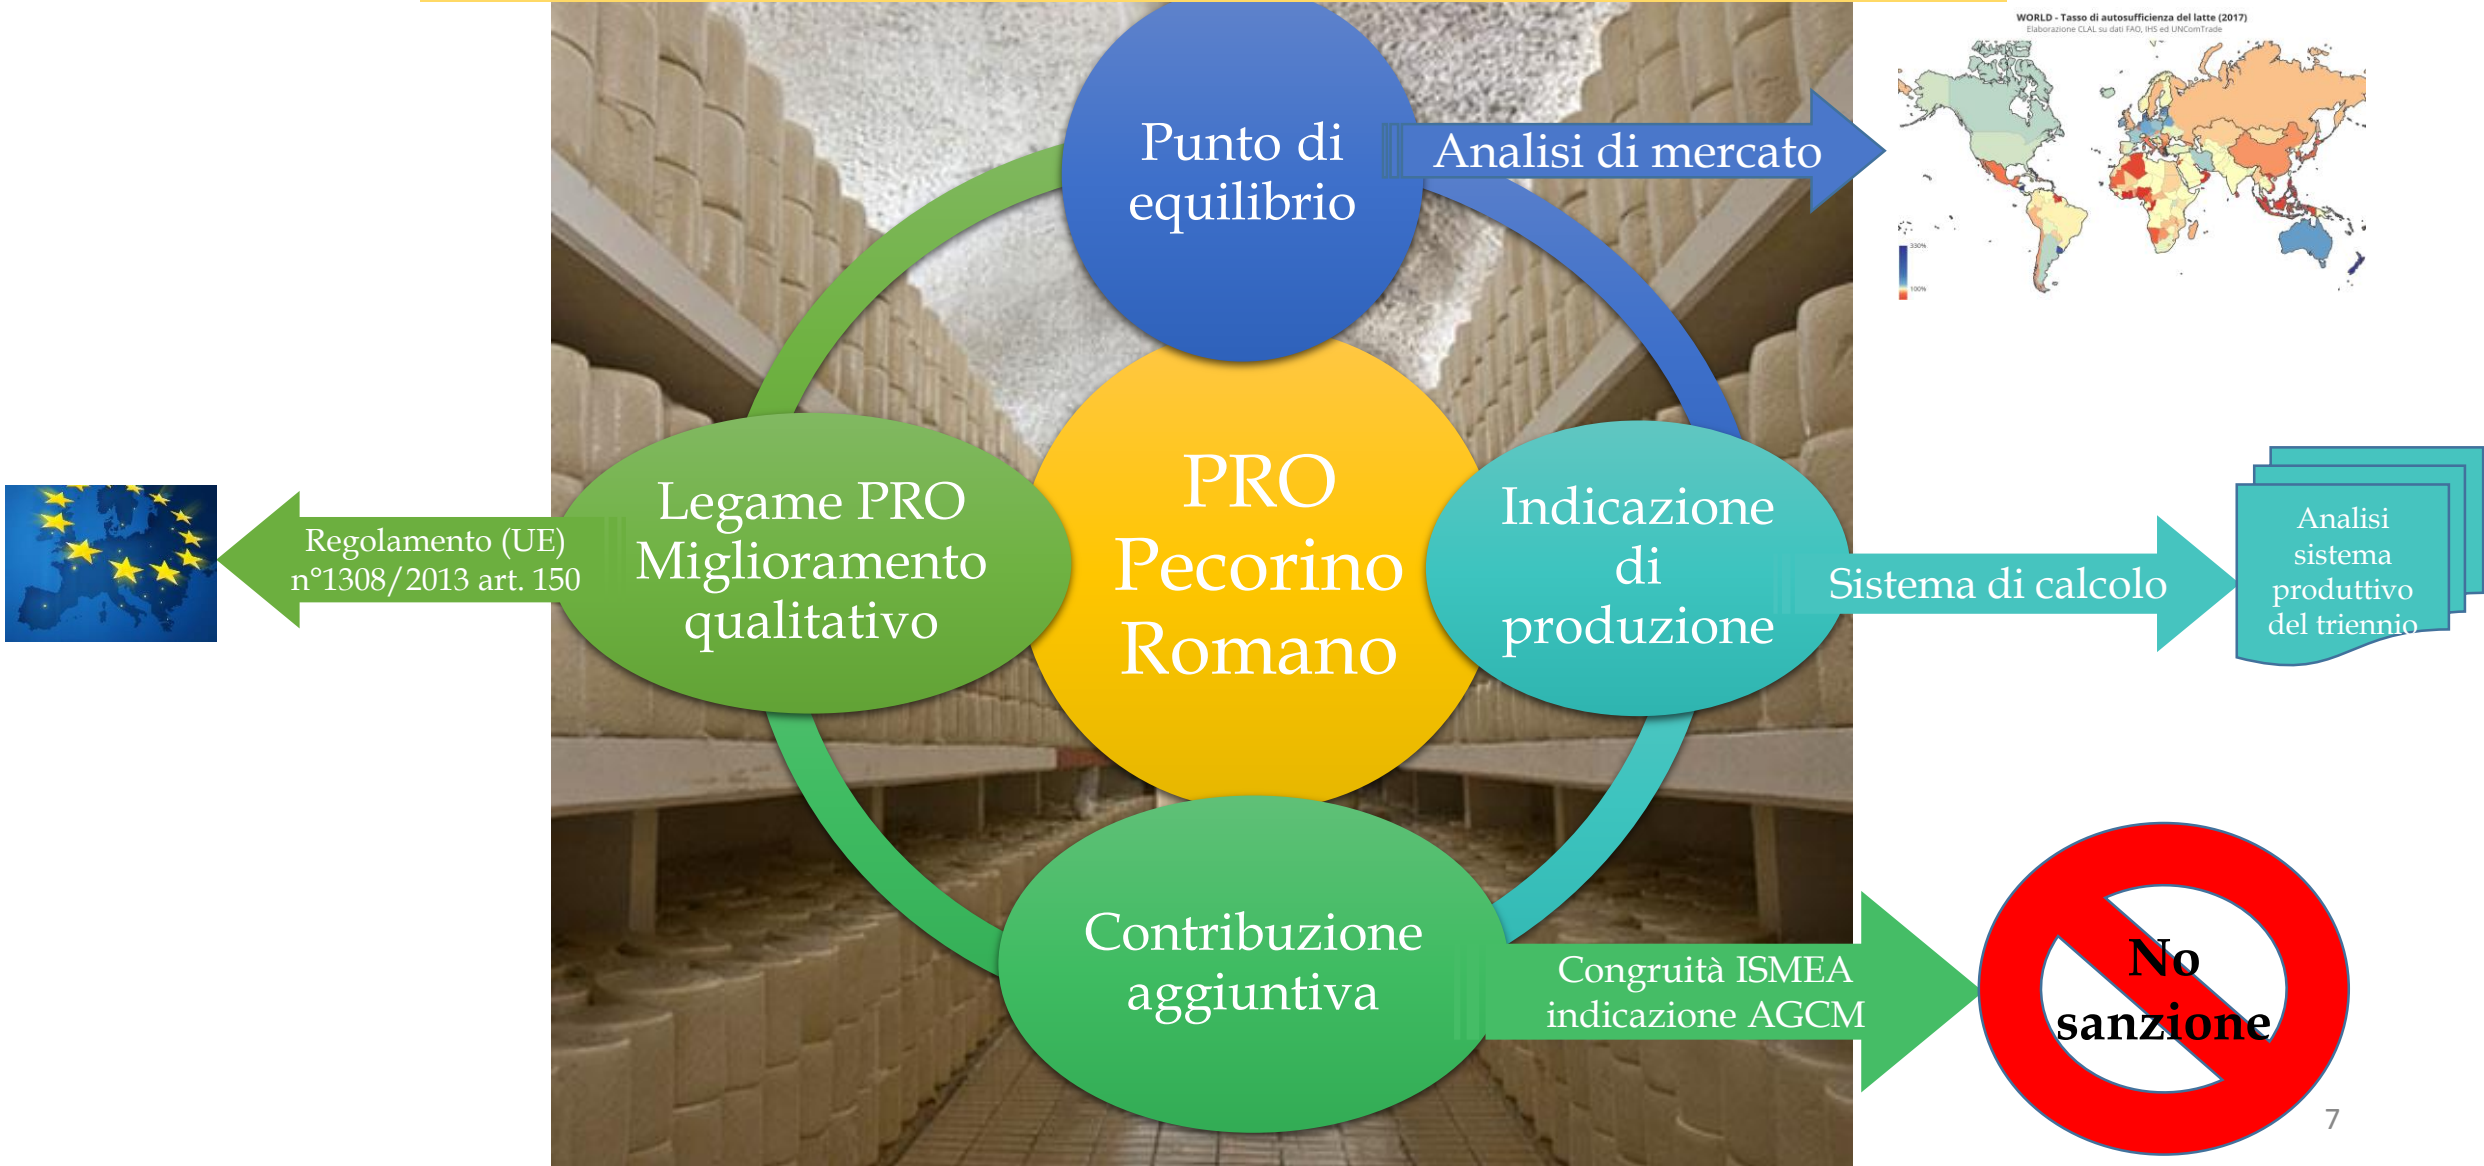 WORLD - Tasso di autosufficienza del latte (2017)
Elaborazione CLAL su dati FAO, IHS ed UNComTrade
330%
100%
Punto di
equilibrio
Analisi di mercato
PRO
Pecorino
Romano
Legame PRO
Miglioramento
qualitativo
Regolamento (UE)
n°1308/2013 art. 150
Indicazione
di
produzione
Sistema di calcolo
Analisi
sistema
produttivo
del triennio
Contribuzione
aggiuntiva
Congruità ISMEA
indicazione AGCM
No
sanzione
7